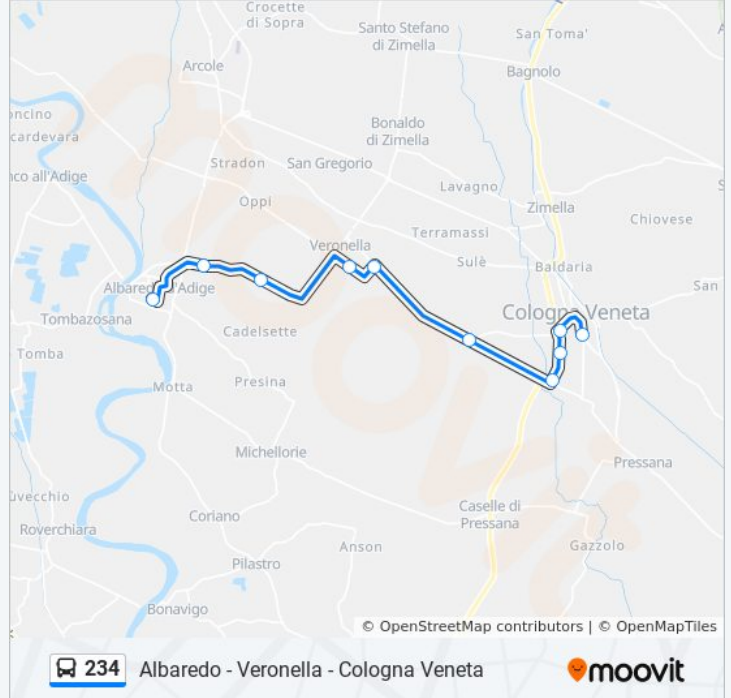 Crocette
di Sopra
Santo Stefano
di Zimella
San Toma'
Bagnolo
Arcole
oncino
cardevara
Bonaldo
di Zimella
Stradon
San Gregorio
nco all'Adige
Lavagno
Oppi
Zimella
Chiovese
Terramassi
Veronella
Sulè
Baldaria
San
Albaredo d'Adige
Cologna Veneta
Tombazosana
Cadelsette
Tomba
Motta
Presina
Michellorie
Pressana
uvecchio
Caselle di
Pressana
Coriano
Roverchiara
Anson
Gazzolo
Pilastro
Bonavigo
moovit
© OpenStreetMap contributors | © OpenMapTiles
234 Albaredo - Veronella - Cologna Veneta
moovit